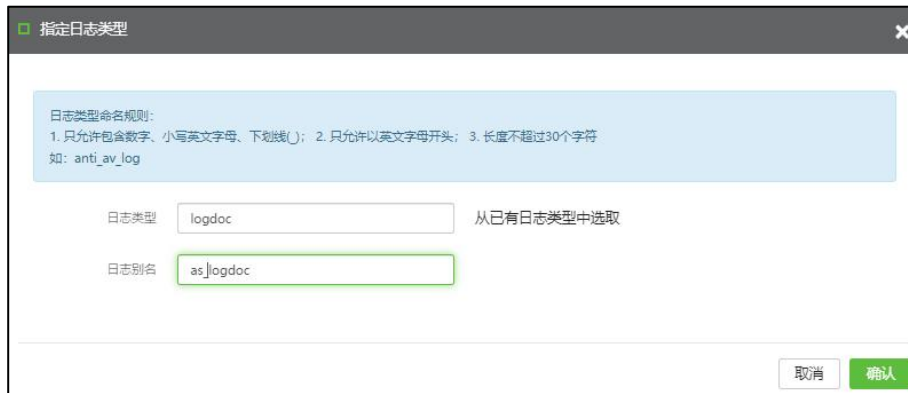 指定日志类型
日志类型命名规则:
1. 只允许包含数字、小写英文字母、下划线(_)； 2. 只允许以英文字母开头； 3. 长度不超过30个字符
如：anti_av_log
日志类型 logdoc 从已有日志类型中选取
日志别名 as_logdoc
取消 确认